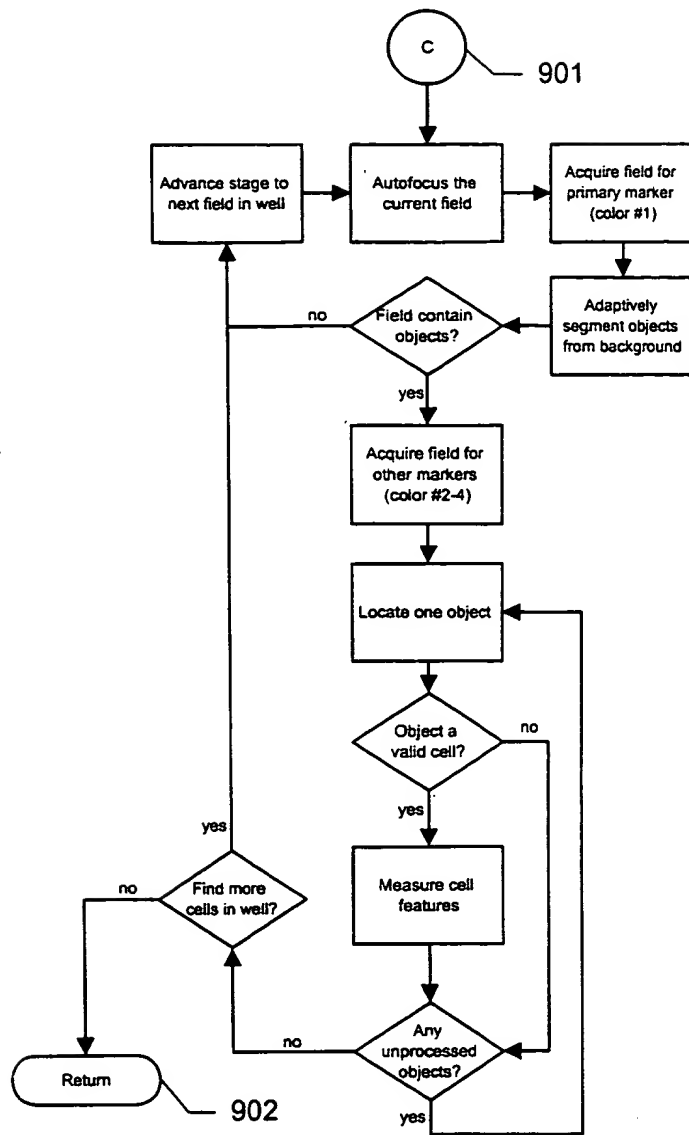 C
901
Advance stage to
next field in well
Autofocus the
current field
Acquire field for
primary marker
(color #1)
Adaptively
segment objects
from background
Field contain
objects?
no
yes
Acquire field for
other markers
(color #2-4)
Locate one object
Object a
valid cell?
no
yes
Measure cell
features
Any
unprocessed
objects?
no
yes
Find more
cells in well?
yes
no
Return
902